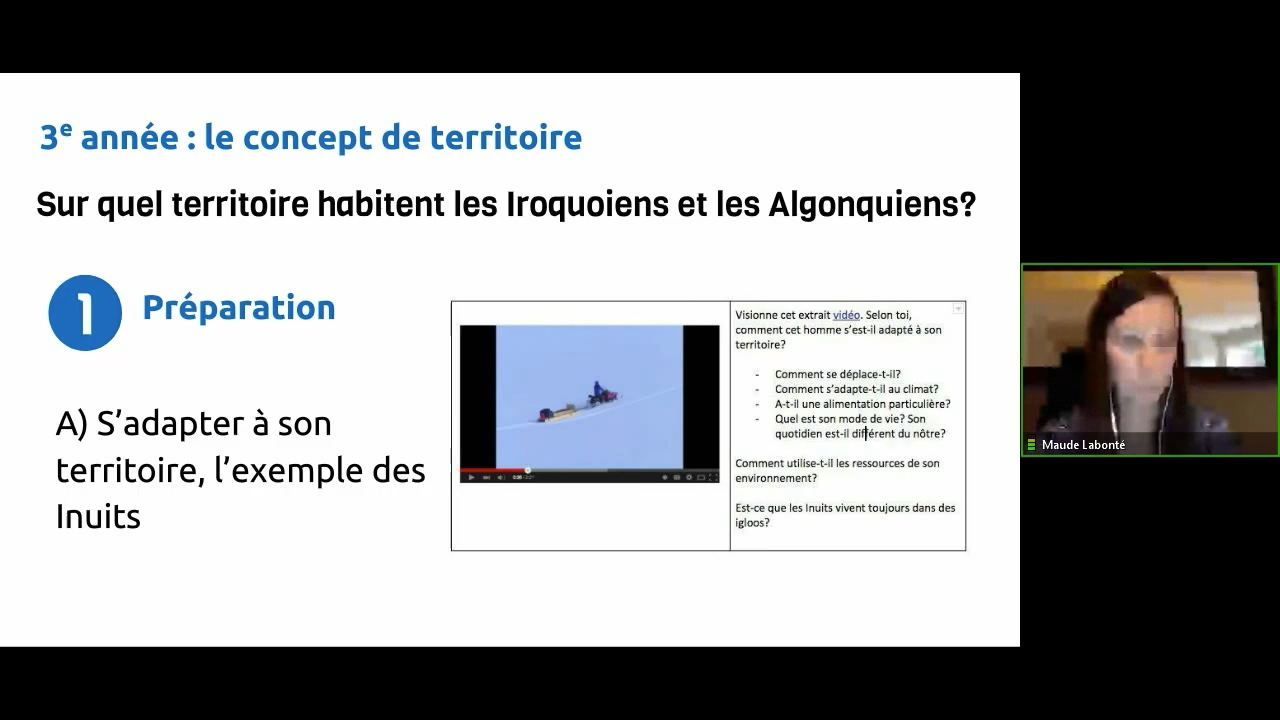 3e année : le concept de territoire
Sur quel territoire habitent les Iroquoiens et les Algonquiens?
1
Préparation
A) S’adapter à son
territoire, l’exemple des
Inuits
Visionne cet extrait vidéo. Selon toi,
comment cet homme s’est-il adapté à son
territoire?
- Comment se déplace-t-il?
- Comment s’adapte-t-il au climat?
- A-t-il une alimentation particulière?
- Quel est son mode de vie? Son
quotidien est-il différent du nôtre?
Comment utilise-t-il les ressources de son
environnement?
Est-ce que les Inuits vivent toujours dans des
igloos?
Maude Labonté